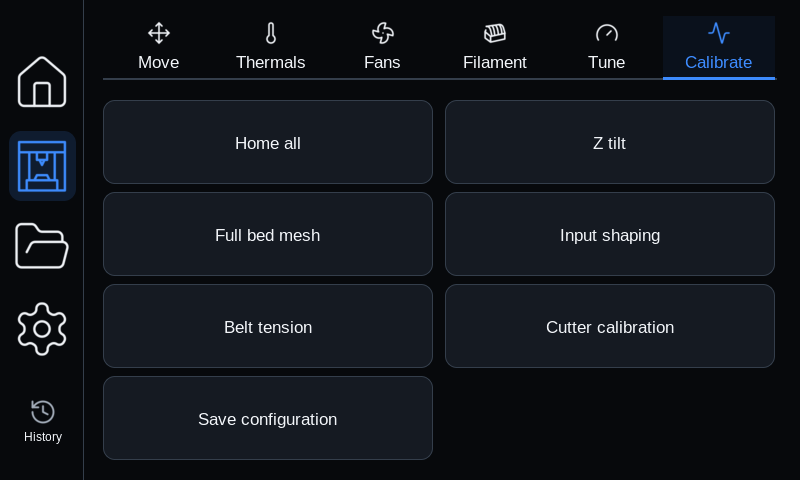 Move
Thermals
Fans
Filament
Tune
Calibrate
Home all
Z tilt
Full bed mesh
Input shaping
Belt tension
Cutter calibration
Save configuration
History